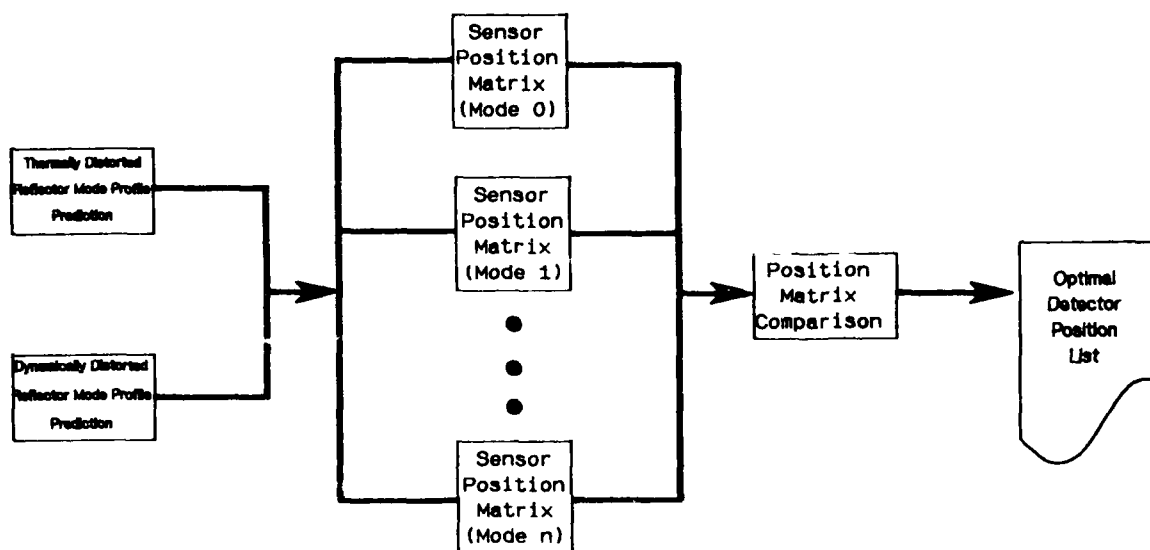 Thermally Distorted
Reflector Mode Profile
Prediction
Dynamically Distorted
Reflector Mode Profile
Prediction
Sensor
Position
Matrix
(Mode 0)
Sensor
Position
Matrix
(Mode 1)
Sensor
Position
Matrix
(Mode n)
Position
Matrix
Comparison
Optimal
Detector
Position
List